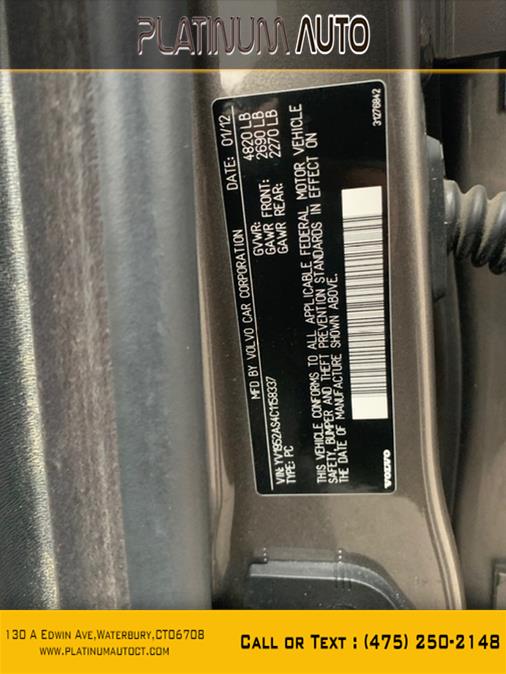 PLATINUM AUTO
MFD BY VOLVO CAR CORPORATION DATE: 01/12
GVWR: 4820 LB
GAWR FRONT: 2690 LB
GAWR REAR: 2270 LB
VIN: YV1952AS4C1158337
TYPE: PC
THIS VEHICLE CONFORMS TO ALL APPLICABLE FEDERAL MOTOR VEHICLE
SAFETY, BUMPER AND THEFT PREVENTION STANDARDS IN EFFECT ON
THE DATE OF MANUFACTURE SHOWN ABOVE.
VOLVO 31276842
130 A EDWIN AVE,WATERBURY,CT06708
WWW.PLATINUMAUTOCT.COM
CALL OR TEXT : (475) 250-2148